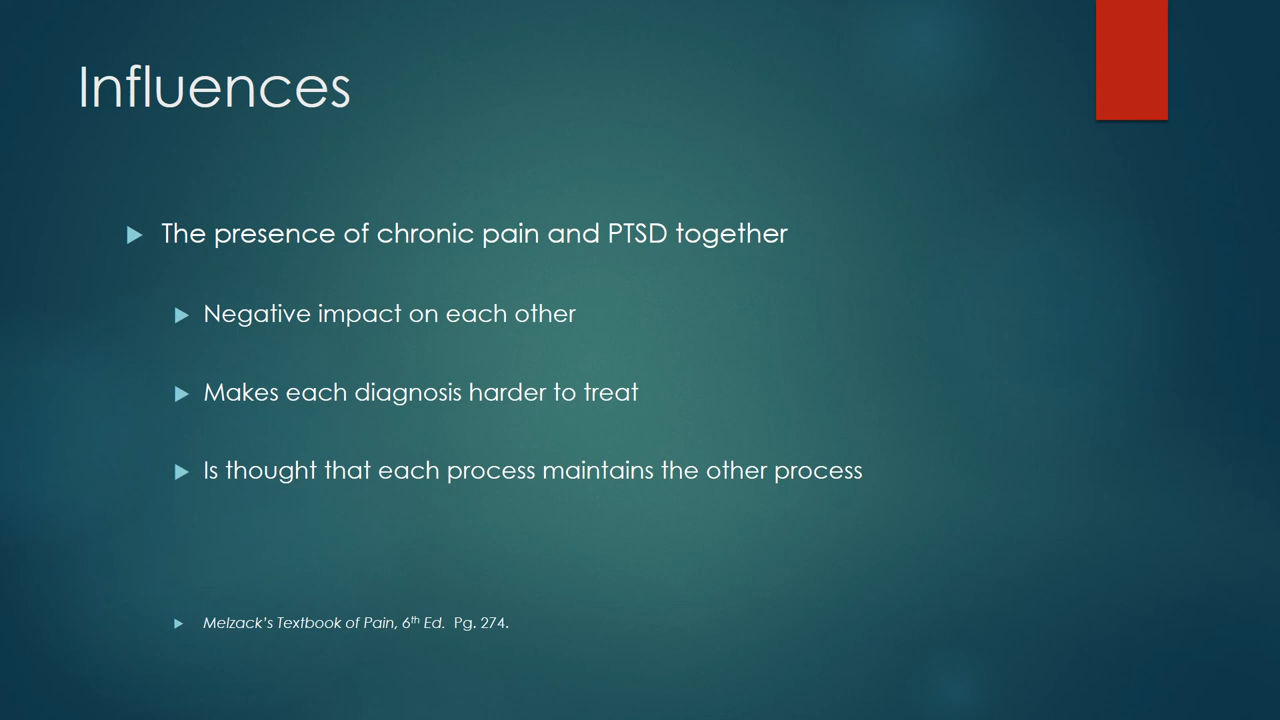 Influences
The presence of chronic pain and PTSD together
Negative impact on each other
Makes each diagnosis harder to treat
Is thought that each process maintains the other process
Melzack's Textbook of Pain, 6th Ed. Pg. 274.